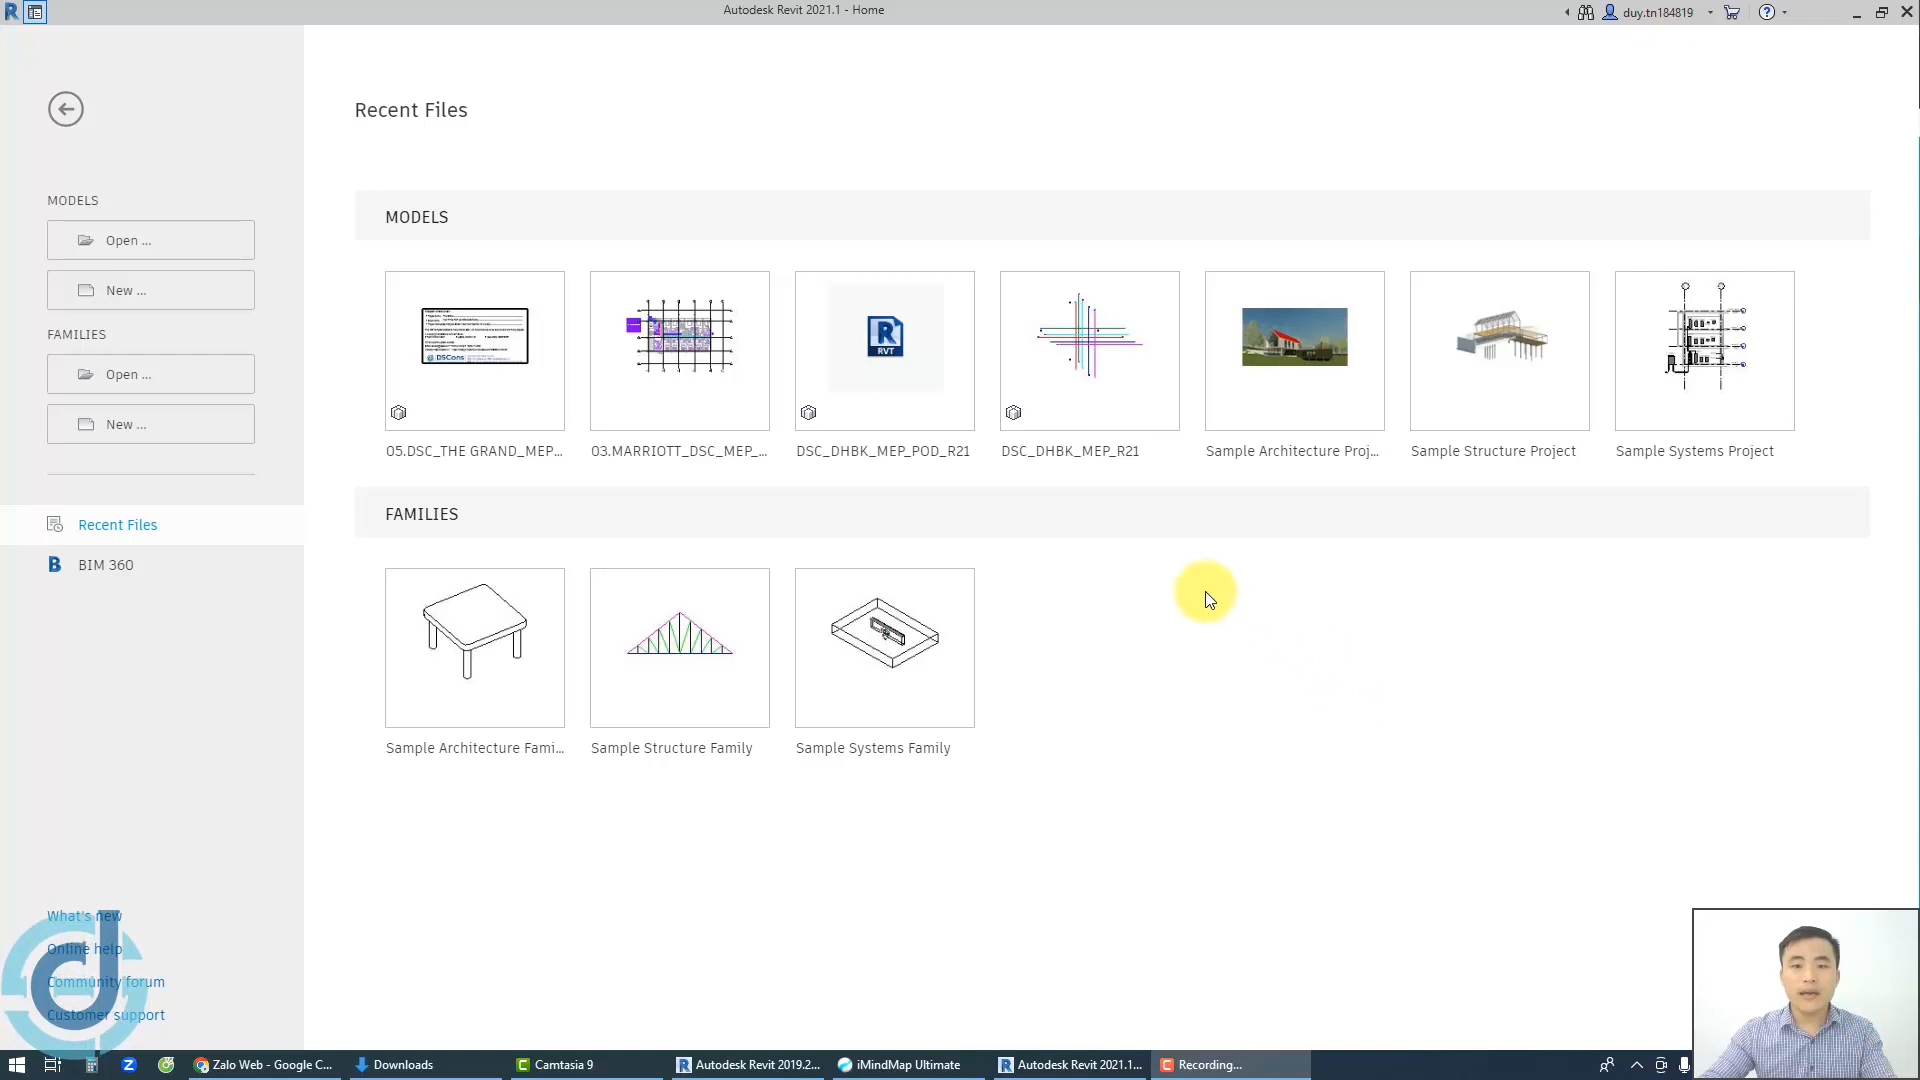 Autodesk Revit 2021.1 - Home
duy.tn184819
Recent Files
MODELS
Open ...
New ...
FAMILIES
Open ...
New ...
Recent Files
BIM 360
What's new
Online help
Community forum
Customer support
MODELS
DSCons
RVT
05.DSC_THE GRAND_MEP...
03.MARRIOTT_DSC_MEP_...
DSC_DHBK_MEP_POD_R21
DSC_DHBK_MEP_R21
Sample Architecture Proj...
Sample Structure Project
Sample Systems Project
FAMILIES
Sample Architecture Fami...
Sample Structure Family
Sample Systems Family
Zalo Web - Google C...
Downloads
Camtasia 9
Autodesk Revit 2019.2...
iMindMap Ultimate
Autodesk Revit 2021.1...
Recording...